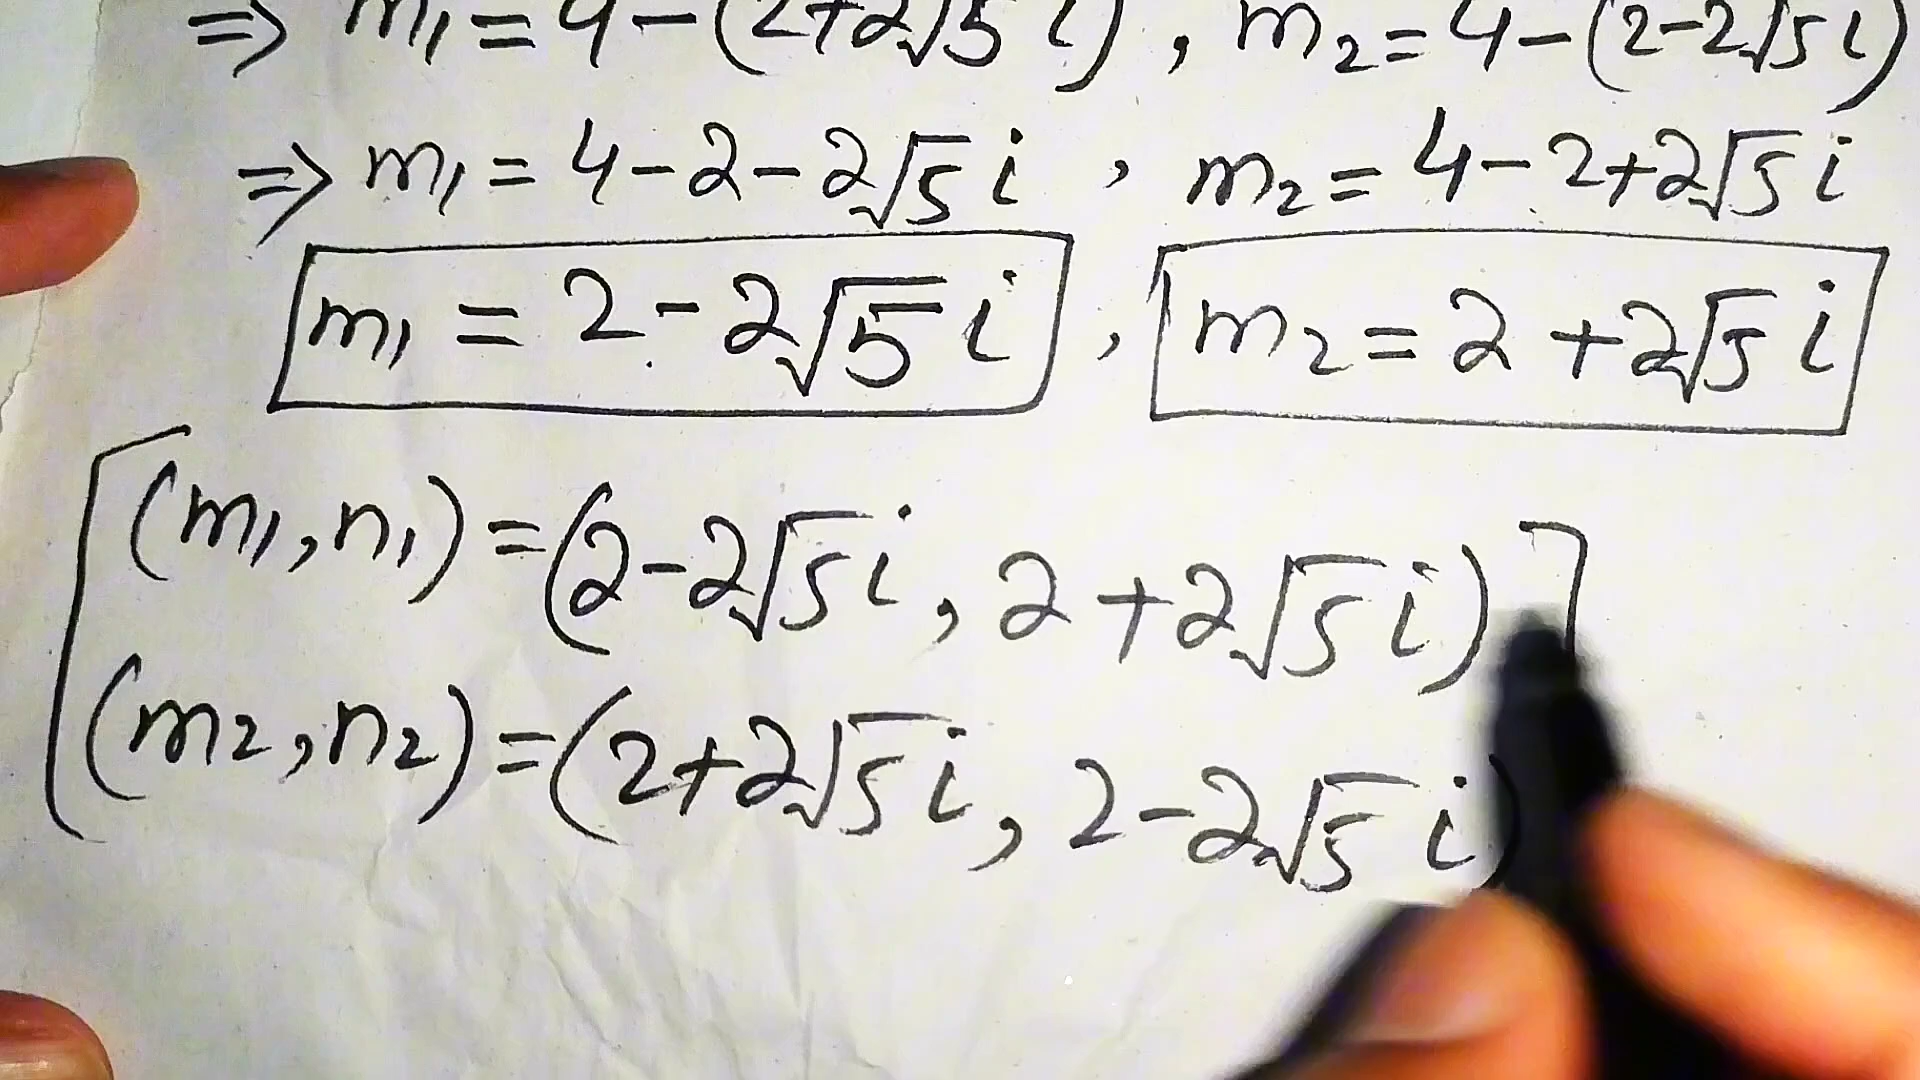 ⇒ m₁ = 4 - (2+2√5 i) , m₂ = 4 - (2-2√5 i)
⇒ m₁ = 4 - 2 - 2√5 i , m₂ = 4 - 2 + 2√5 i
m₁ = 2 - 2√5 i , m₂ = 2 + 2√5 i
(m₁, n₁) = (2 - 2√5 i , 2 + 2√5 i)
(m₂, n₂) = (2 + 2√5 i , 2 - 2√5 i)